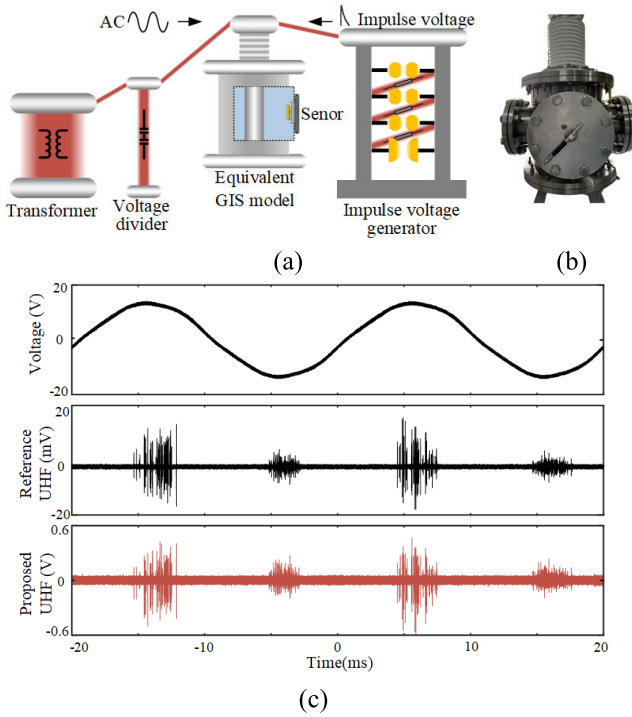 AC
Impulse voltage
Senor
Transformer
Voltage
divider
Equivalent
GIS model
Impulse voltage
generator
(a)
(b)
Voltage (V)
20
0
-20
Reference
UHF (mV)
20
0
-20
Proposed
UHF (V)
0.6
0
-0.6
-20 -10 0 10 20
Time(ms)
(c)